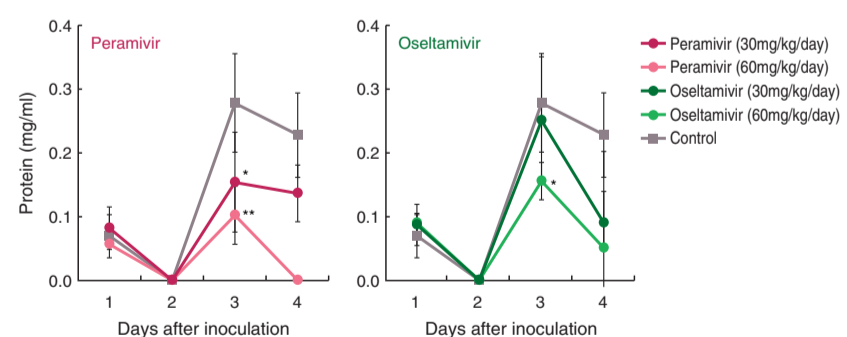 Peramivir
Protein (mg/ml)
0.4
0.3
0.2
0.1
0.0
*
**
1 2 3 4
Days after inoculation
Oseltamivir
0.4
0.3
0.2
0.1
0.0
*
1 2 3 4
Days after inoculation
Peramivir (30mg/kg/day)
Peramivir (60mg/kg/day)
Oseltamivir (30mg/kg/day)
Oseltamivir (60mg/kg/day)
Control